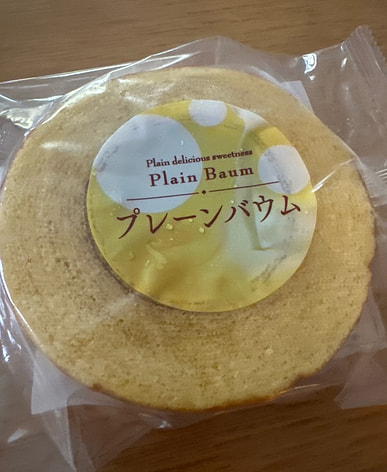 Plain delicious sweetness
Plain Baum
プレーンバウム